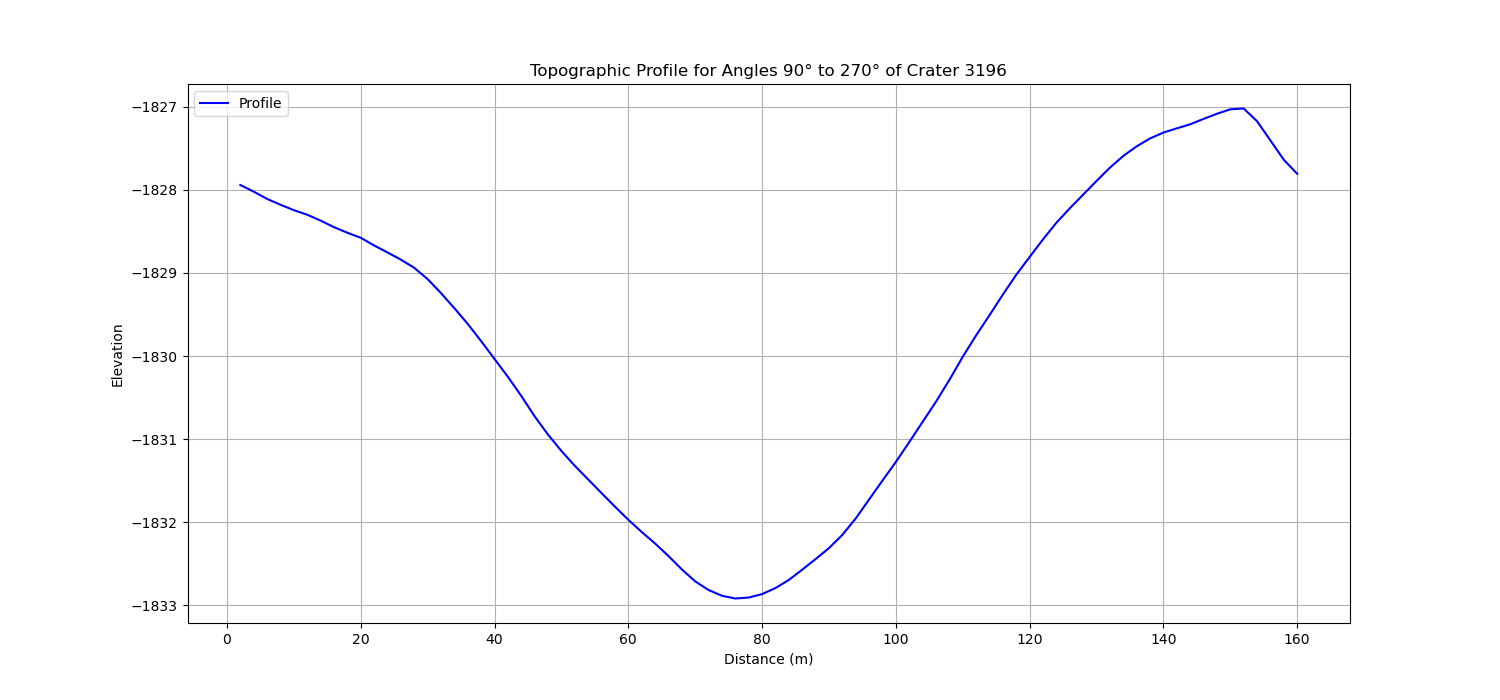 Topographic Profile for Angles 90° to 270° of Crater 3196
Profile
−1827
−1828
−1829
−1830
−1831
−1832
−1833
Elevation
0 20 40 60 80 100 120 140 160
Distance (m)